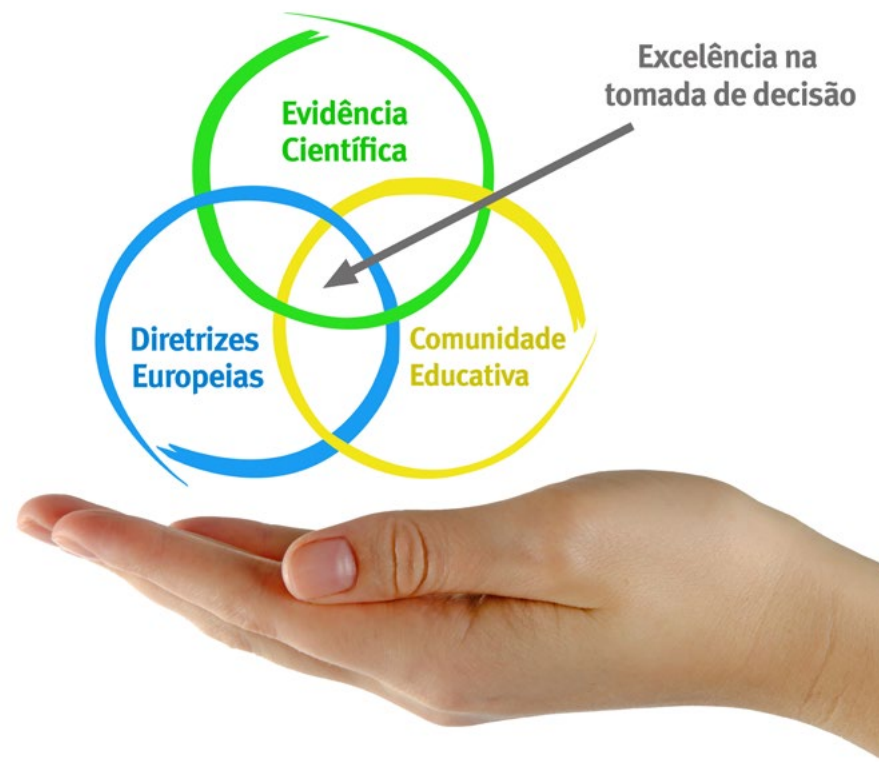 Excelência na
tomada de decisão
Evidência
Científica
Diretrizes
Europeias
Comunidade
Educativa